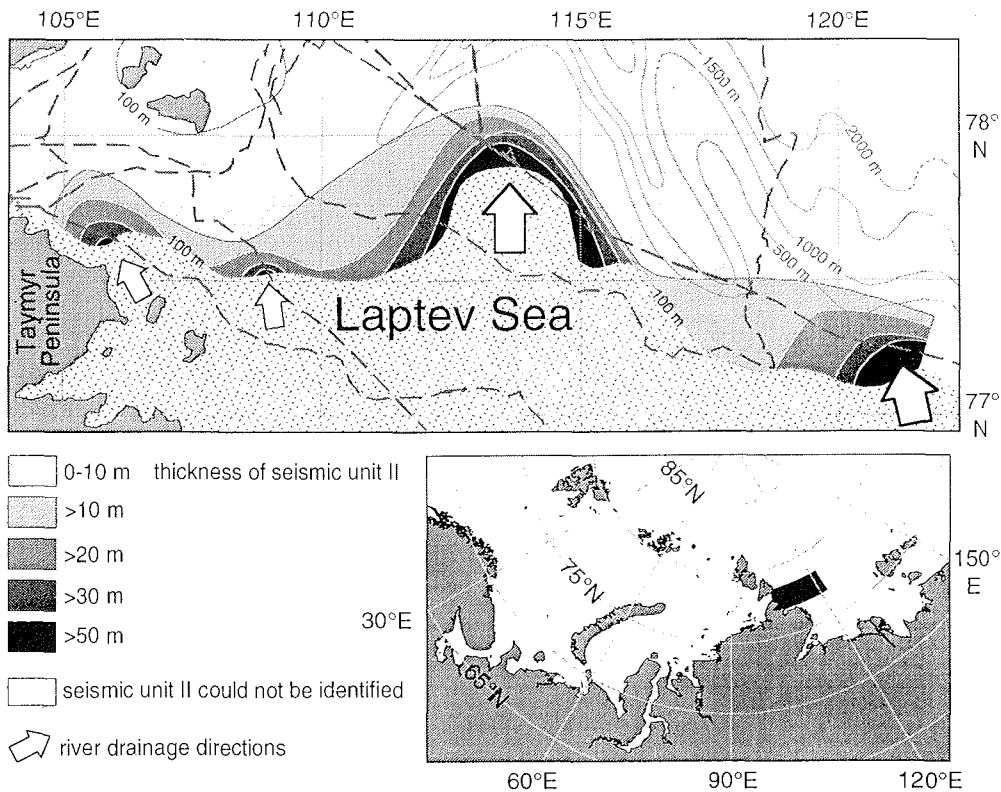 105°E 110°E 115°E 120°E
100 m
1500 m
2000 m
78°
N
100 m
1000 m
500 m
100 m
Taymyr
Peninsula
Laptev Sea
77°
N
0-10 m thickness of seismic unit II
>10 m
>20 m
>30 m
>50 m
seismic unit II could not be identified
river drainage directions
85°N
75°N
65°N
150°
E
30°E
60°E 90°E 120°E